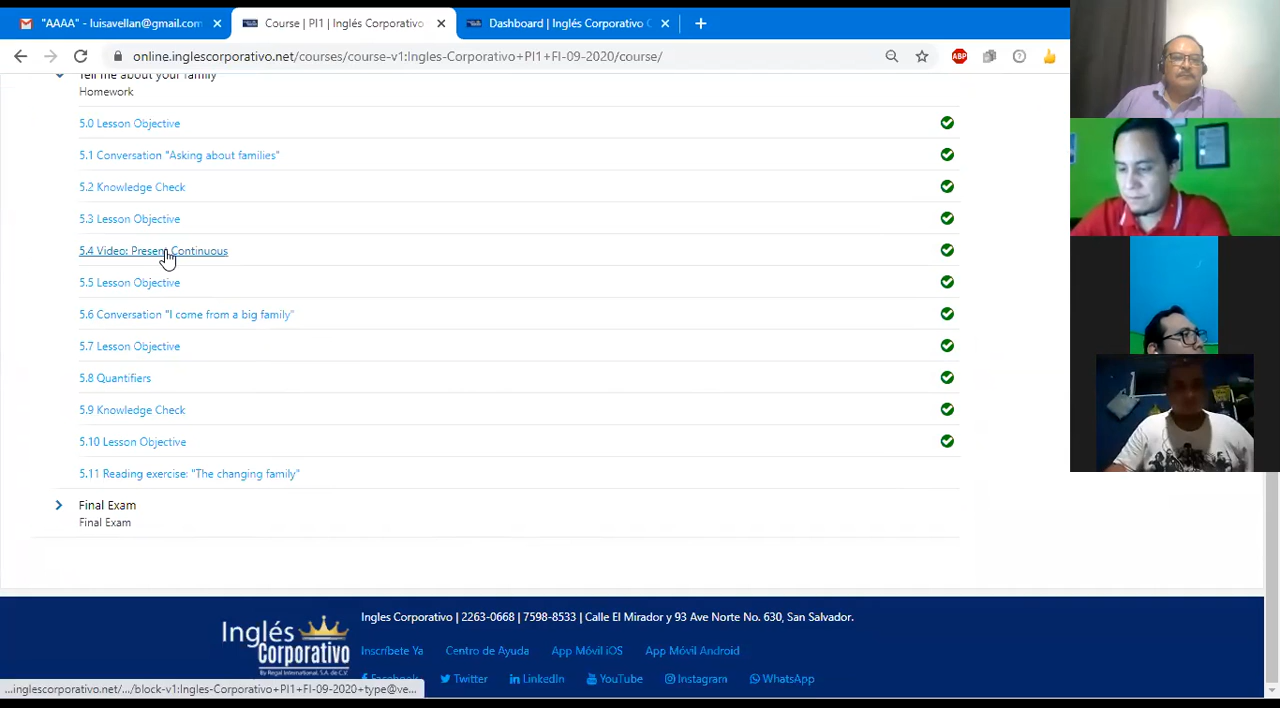 "AAAA" - luisavellan@gmail.com
Course | PI1 | Inglés Corporativo
Dashboard | Inglés Corporativo
online.inglescorporativo.net/courses/course-v1:Ingles-Corporativo+PI1+FI-09-2020/course/
ABP
Tell me about your family
Homework
5.0 Lesson Objective
5.1 Conversation "Asking about families"
5.2 Knowledge Check
5.3 Lesson Objective
5.4 Video: Present Continuous
5.5 Lesson Objective
5.6 Conversation "I come from a big family"
5.7 Lesson Objective
5.8 Quantifiers
5.9 Knowledge Check
5.10 Lesson Objective
5.11 Reading exercise: "The changing family"
Final Exam
Final Exam
Inglés
Corporativo
By Regal International, S.A. de C.V.
Ingles Corporativo | 2263-0668 | 7598-8533 | Calle El Mirador y 93 Ave Norte No. 630, San Salvador.
Inscríbete Ya Centro de Ayuda App Móvil iOS App Móvil Android
Facebook Twitter LinkedIn YouTube Instagram WhatsApp
...inglescorporativo.net/.../block-v1:Ingles-Corporativo+PI1+FI-09-2020+type@ve...